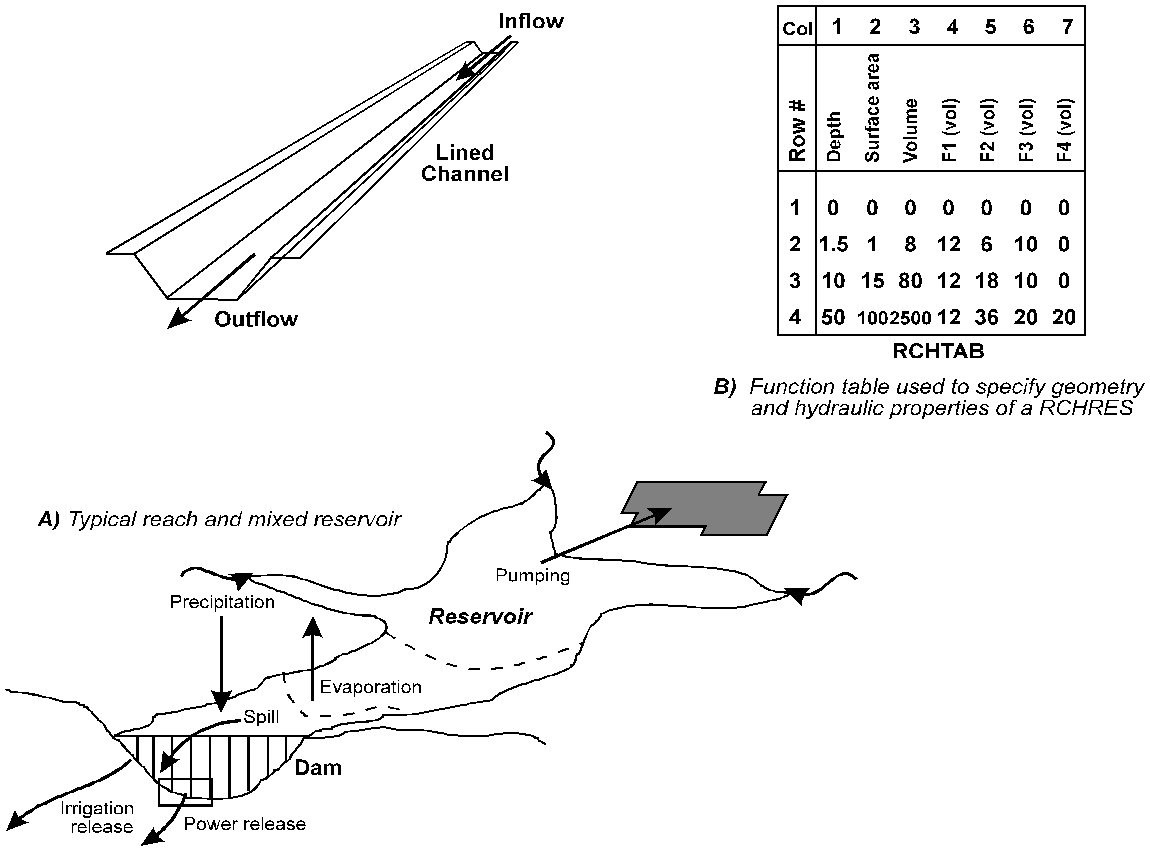 Inflow
Lined
Channel
Outflow
Col 1 2 3 4 5 6 7
Row # Depth Surface area Volume F1 (vol) F2 (vol) F3 (vol) F4 (vol)
1 0 0 0 0 0 0 0
2 1.5 1 8 12 6 10 0
3 10 15 80 12 18 10 0
4 50 100 2500 12 36 20 20
RCHTAB
B) Function table used to specify geometry
and hydraulic properties of a RCHRES
A) Typical reach and mixed reservoir
Pumping
Precipitation
Reservoir
Evaporation
Spill
Dam
Irrigation
release
Power release